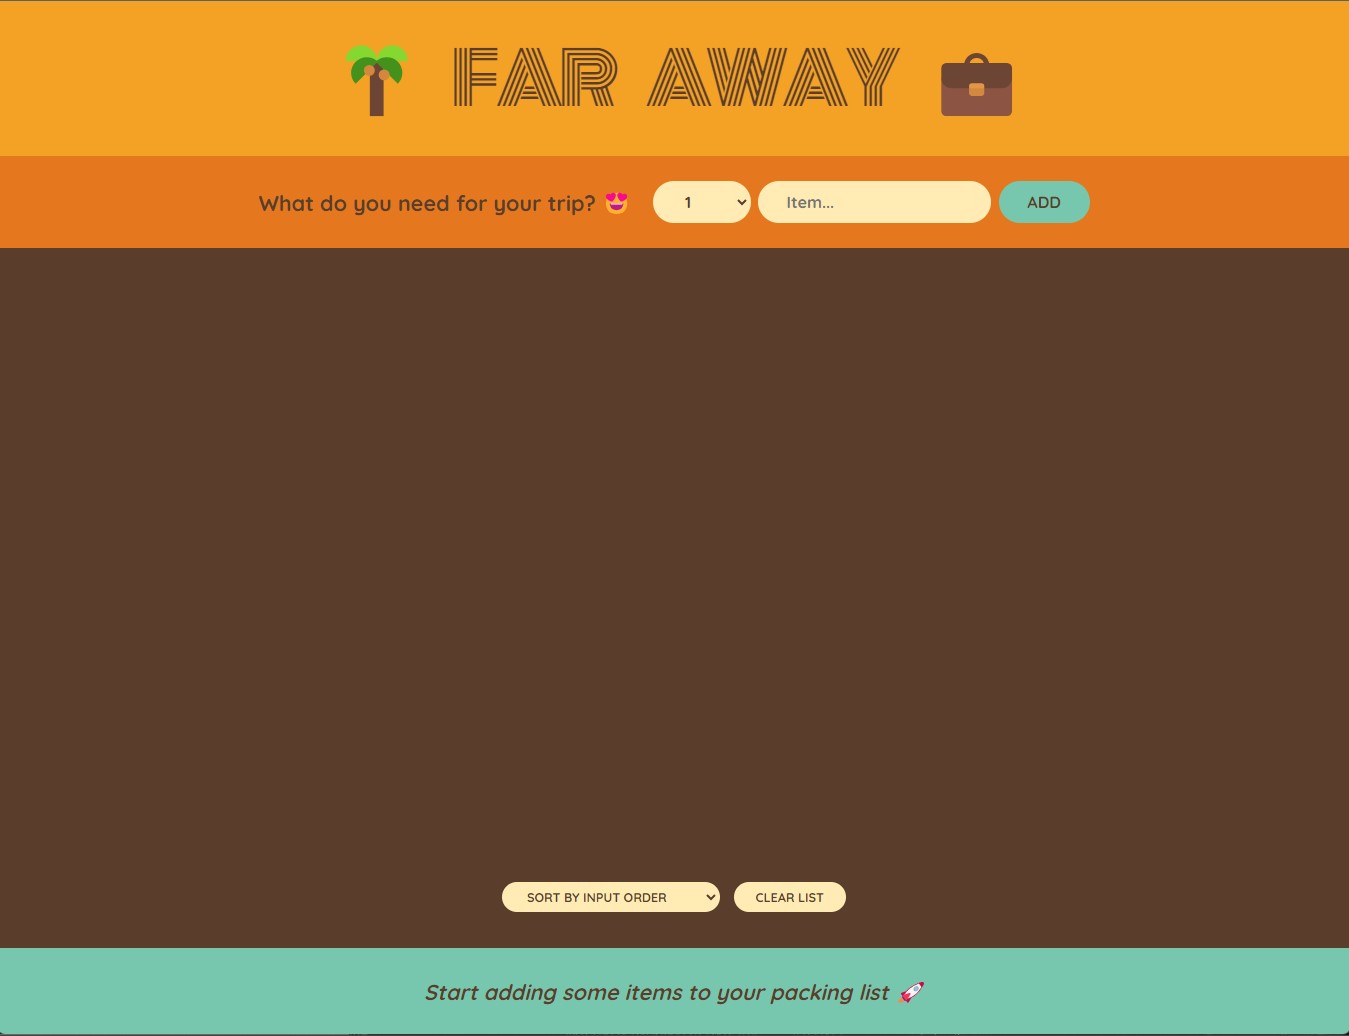 🌴 FAR AWAY 💼
What do you need for your trip? 😍 1 Item... ADD
SORT BY INPUT ORDER CLEAR LIST
Start adding some items to your packing list 🚀